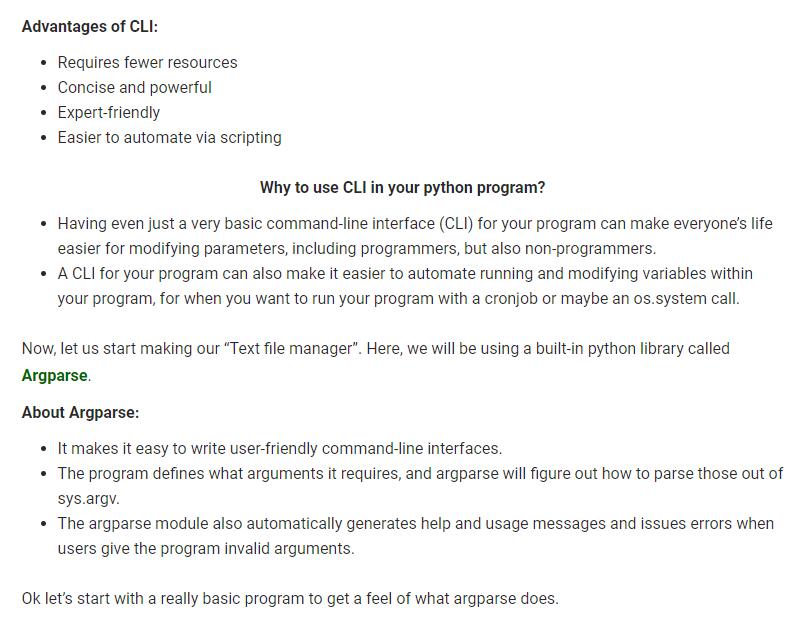 Advantages of CLI:
Requires fewer resources
Concise and powerful
Expert-friendly
Easier to automate via scripting
Why to use CLI in your python program?
Having even just a very basic command-line interface (CLI) for your program can make everyone’s life
easier for modifying parameters, including programmers, but also non-programmers.
A CLI for your program can also make it easier to automate running and modifying variables within
your program, for when you want to run your program with a cronjob or maybe an os.system call.
Now, let us start making our “Text file manager”. Here, we will be using a built-in python library called
Argparse.
About Argparse:
It makes it easy to write user-friendly command-line interfaces.
The program defines what arguments it requires, and argparse will figure out how to parse those out of
sys.argv.
The argparse module also automatically generates help and usage messages and issues errors when
users give the program invalid arguments.
Ok let’s start with a really basic program to get a feel of what argparse does.